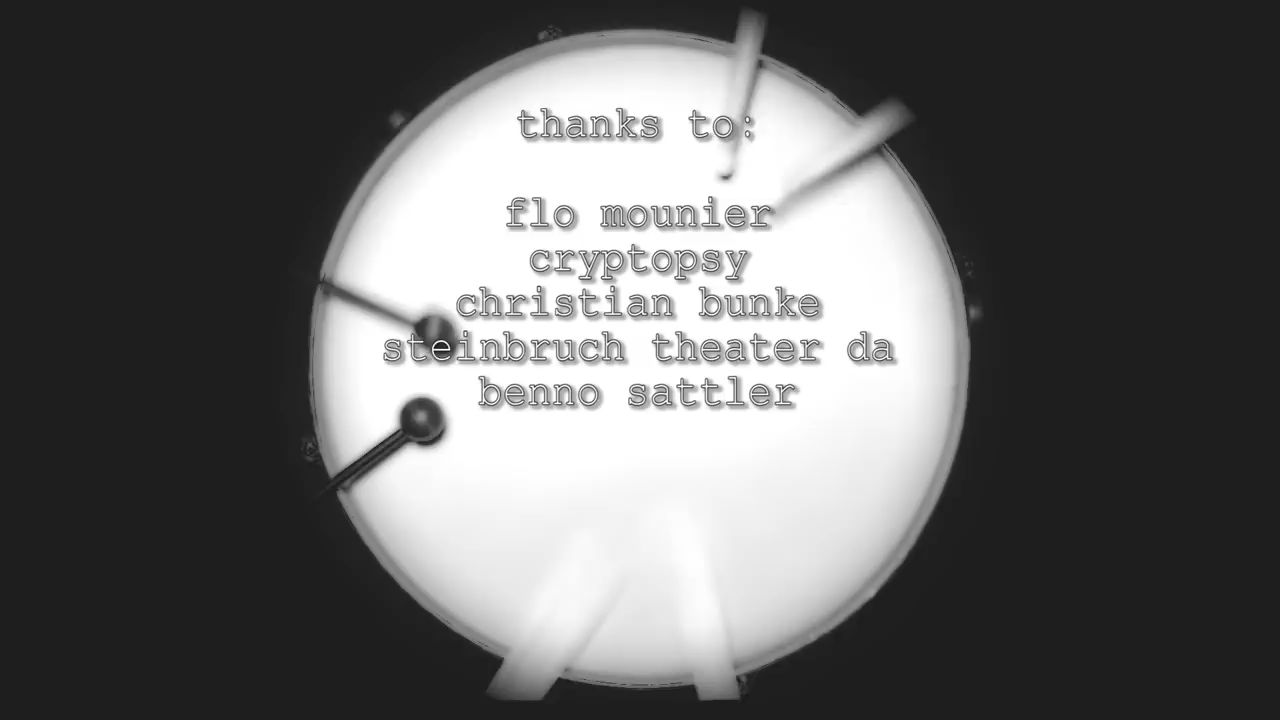 thanks to:
flo mounier
cryptopsy
christian bunke
steinbruch theater da
benno sattler